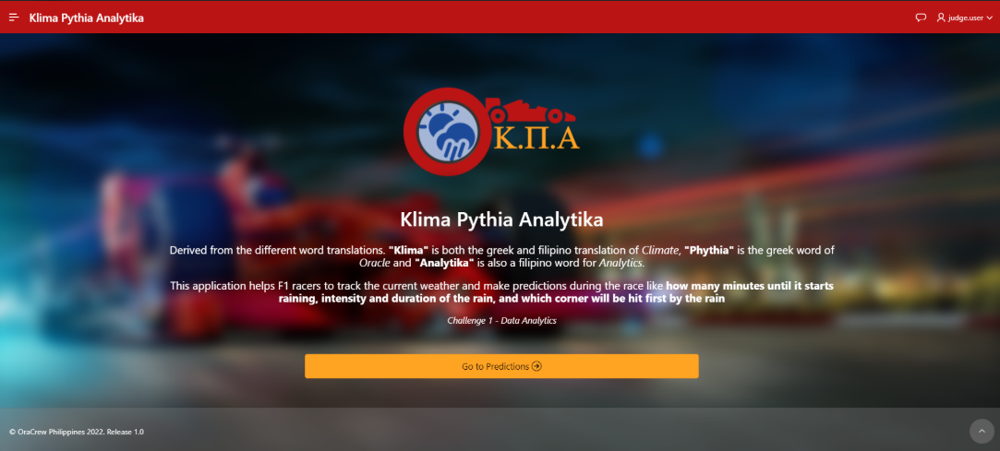 Klima Pythia Analytika
judge.user
К.П.А
Klima Pythia Analytika
Derived from the different word translations. "Klima" is both the greek and filipino translation of Climate, "Phythia" is the greek word of
Oracle and "Analytika" is also a filipino word for Analytics.
This application helps F1 racers to track the current weather and make predictions during the race like how many minutes until it starts
raining, intensity and duration of the rain, and which corner will be hit first by the rain
Challenge 1 - Data Analytics
Go to Predictions
© OraCrew Philippines 2022. Release 1.0